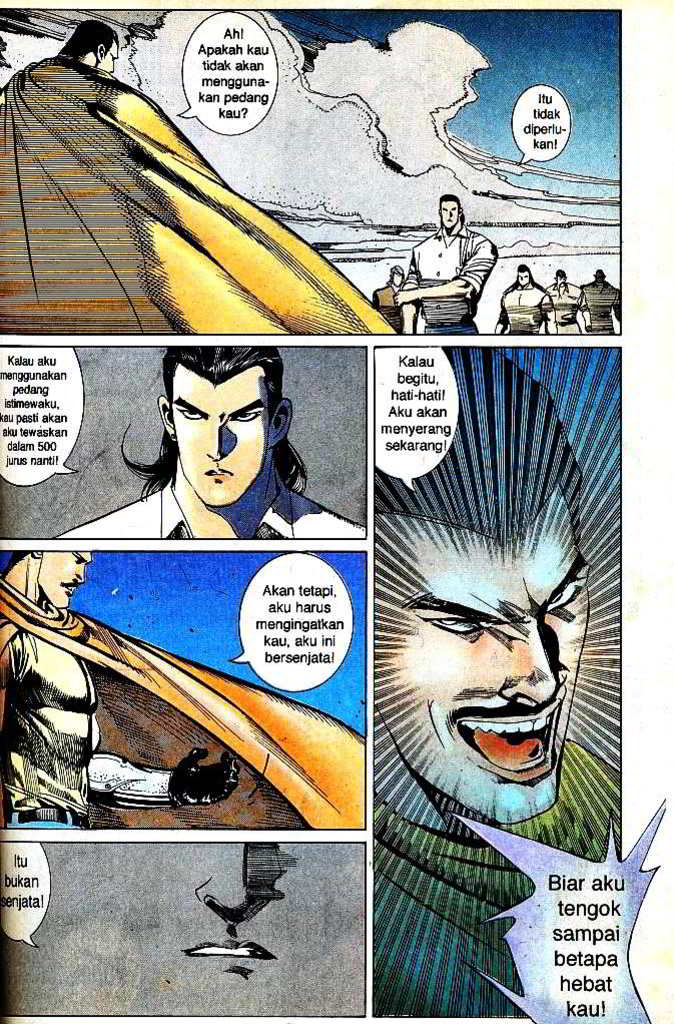 Ah!
Apakah kau
tidak akan
mengguna-
kan pedang
kau?
Itu
tidak
diperlu-
kan!
Kalau aku
menggunakan
pedang
istimewaku,
kau pasti akan
aku tewaskan
dalam 500
jurus nanti!
Akan tetapi,
aku harus
mengingatkan
kau, aku ini
bersenjata!
Itu
bukan
senjata!
Kalau
begitu,
hati-hati!
Aku akan
menyerang
sekarang!
Biar aku
tengok
sampai
betapa
hebat
kau!